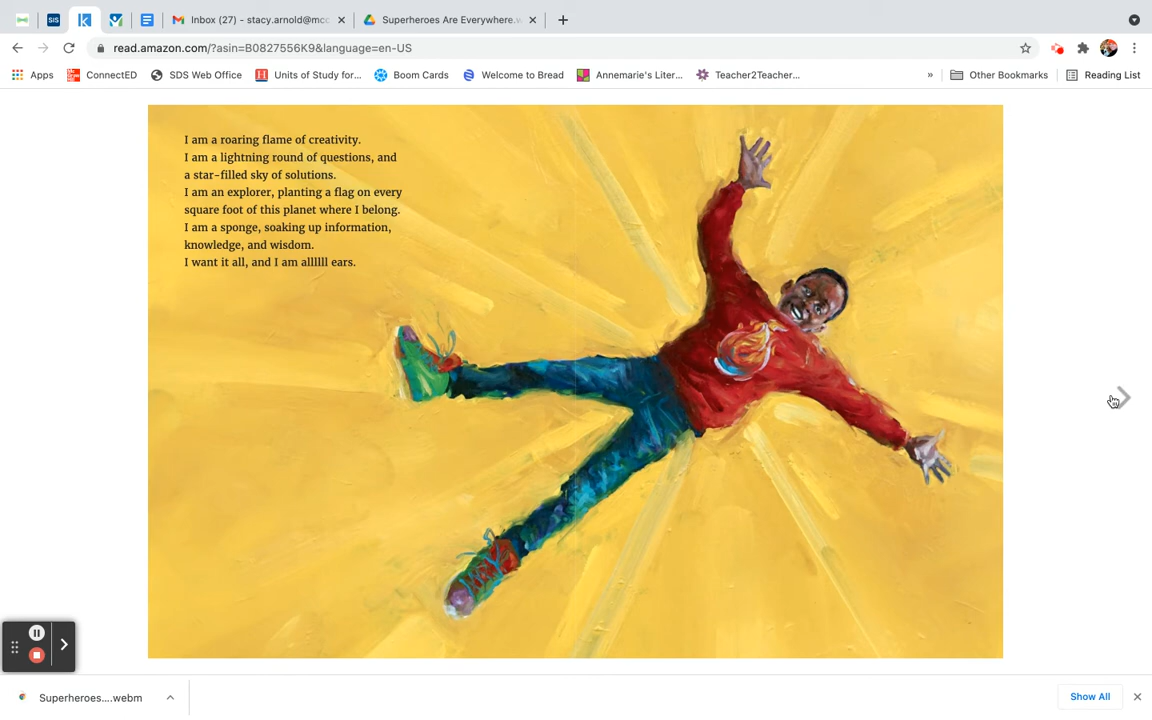 Inbox (27) - stacy.arnold@mcc
Superheroes Are Everywhere.w
read.amazon.com/?asin=B0827556K9&language=en-US
Apps ConnectED SDS Web Office Units of Study for... Boom Cards Welcome to Bread Annemarie's Liter... Teacher2Teacher... » Other Bookmarks Reading List
I am a roaring flame of creativity.
I am a lightning round of questions, and
a star-filled sky of solutions.
I am an explorer, planting a flag on every
square foot of this planet where I belong.
I am a sponge, soaking up information,
knowledge, and wisdom.
I want it all, and I am allllll ears.
Superheroes....webm
Show All